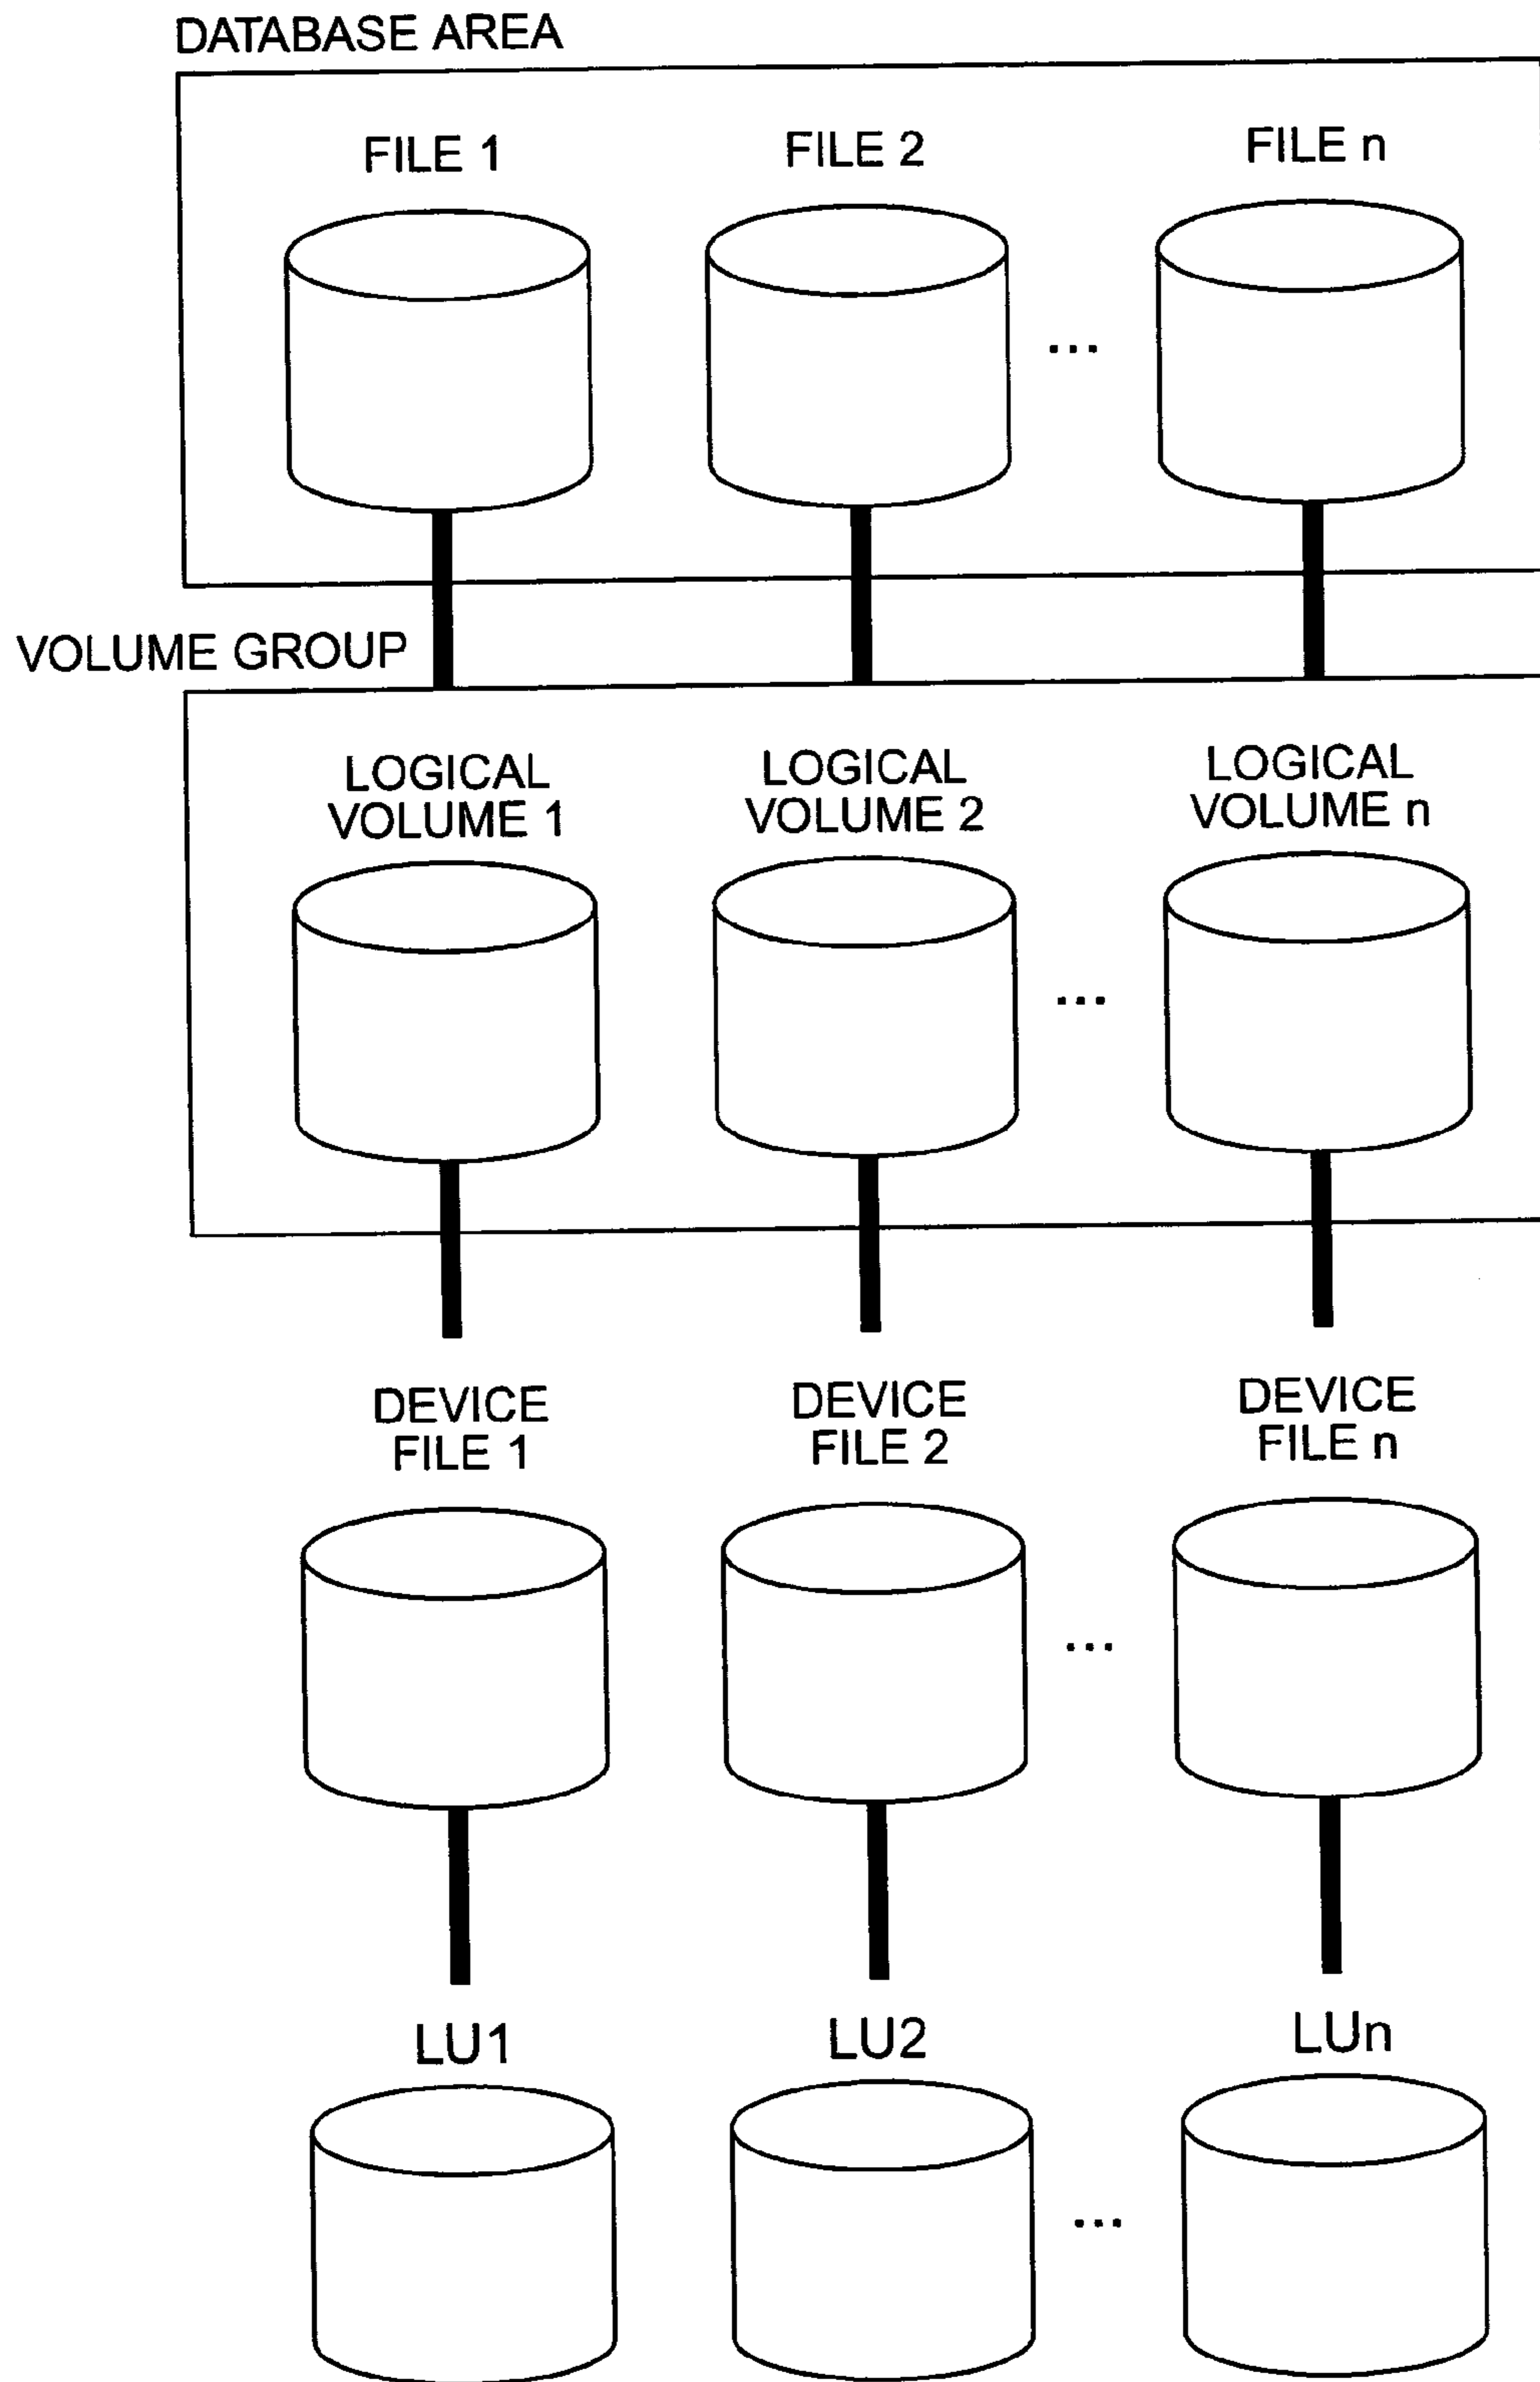 DATABASE AREA
FILE 1
FILE 2
FILE n
...
VOLUME GROUP
LOGICAL
VOLUME 1
LOGICAL
VOLUME 2
LOGICAL
VOLUME n
...
DEVICE
FILE 1
DEVICE
FILE 2
DEVICE
FILE n
...
LU1
LU2
LUn
...